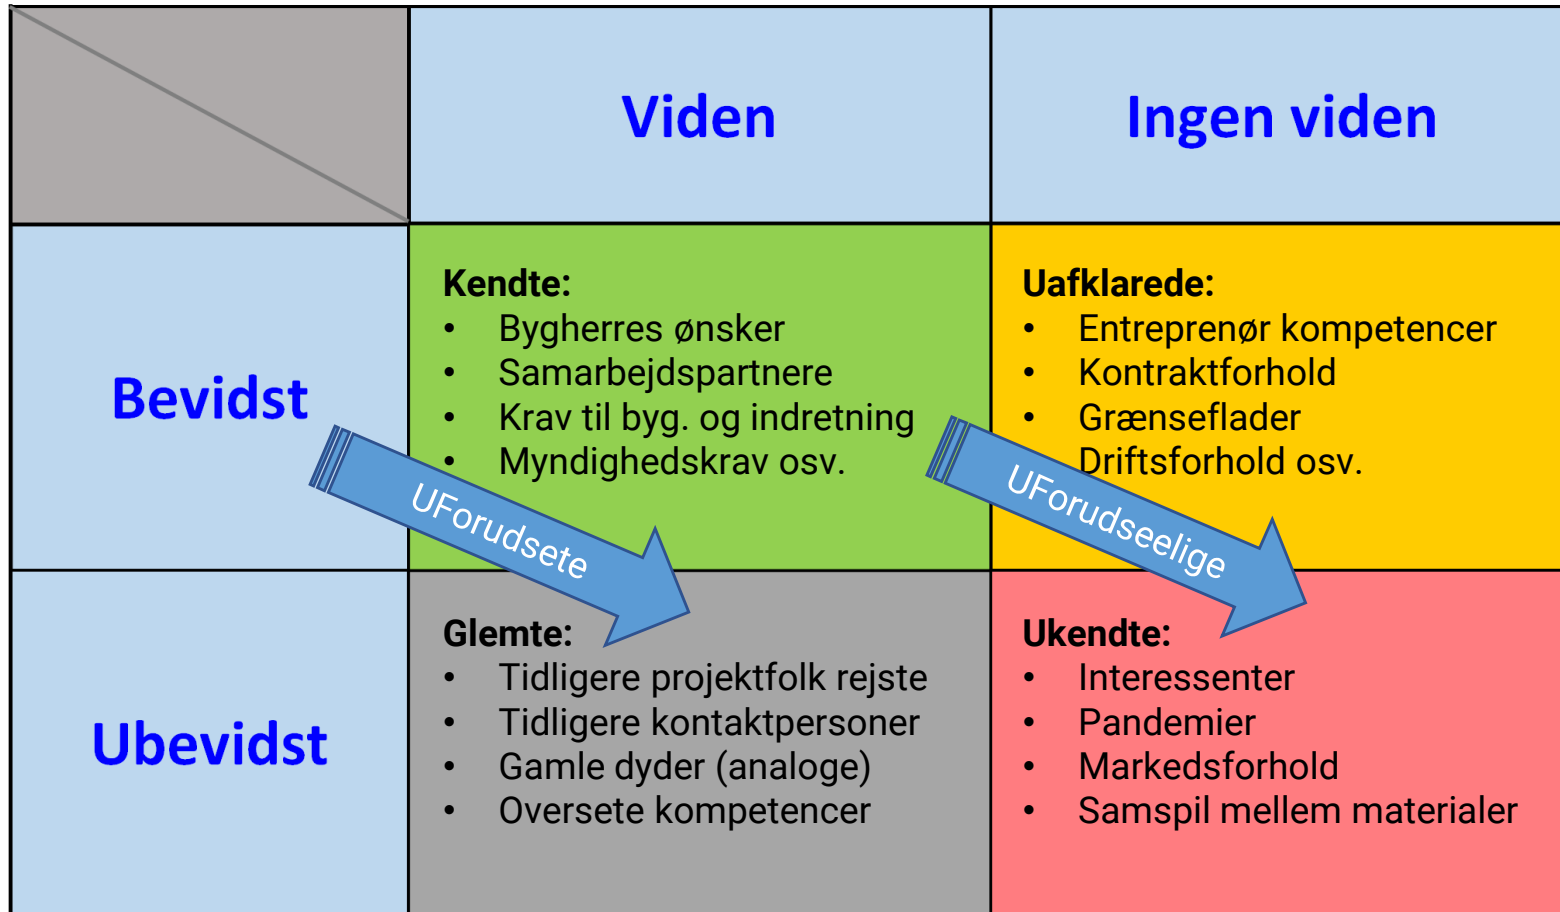 Viden
Ingen viden
Bevidst
Kendte:
• Bygherres ønsker
• Samarbejdspartnere
• Krav til byg. og indretning
• Myndighedskrav osv.
UForudsete
Uafklarede:
• Entreprenør kompetencer
• Kontraktforhold
• Grænseflader
Driftsforhold osv.
UForudseelige
Ubevidst
Glemte:
• Tidligere projektfolk rejste
• Tidligere kontaktpersoner
• Gamle dyder (analoge)
• Oversete kompetencer
Ukendte:
• Interessenter
• Pandemier
• Markedsforhold
• Samspil mellem materialer